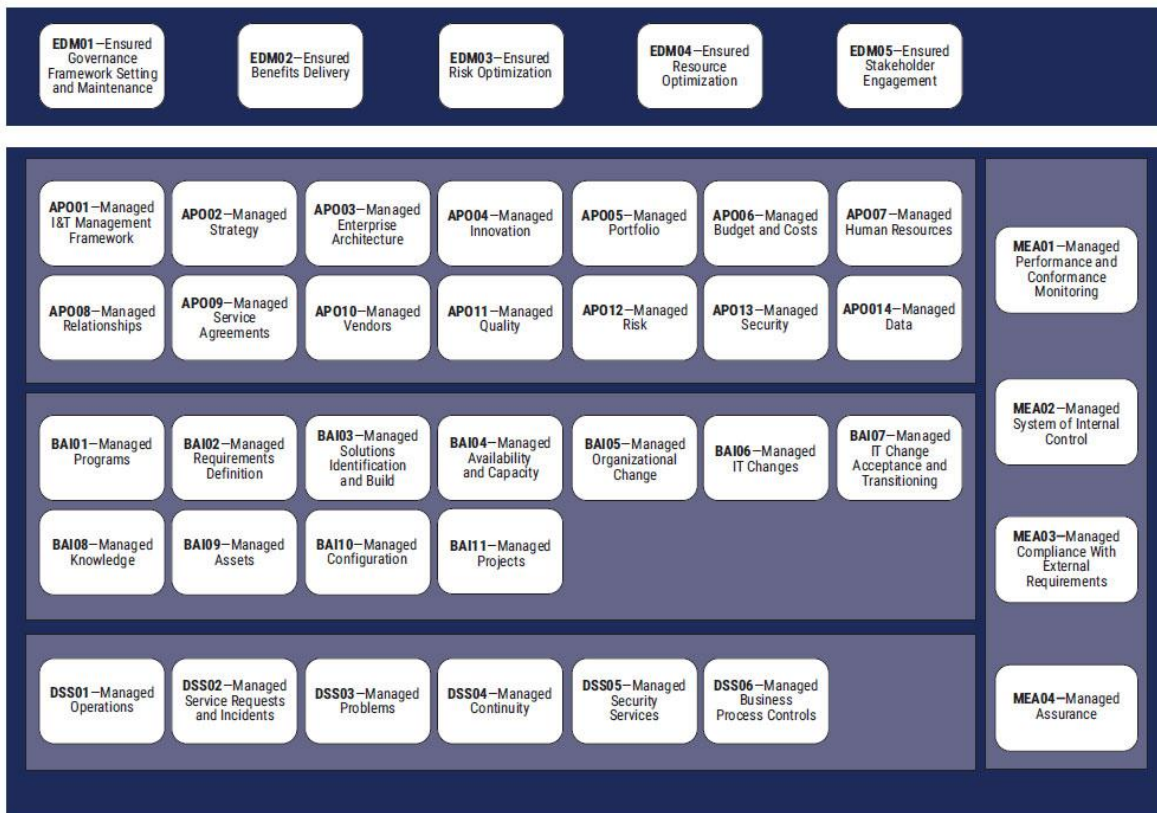 EDM01—Ensured
Governance
Framework Setting
and Maintenance
EDM02—Ensured
Benefits Delivery
EDM03—Ensured
Risk Optimization
EDM04—Ensured
Resource
Optimization
EDM05—Ensured
Stakeholder
Engagement
APO01—Managed
I&T Management
Framework
APO02—Managed
Strategy
APO03—Managed
Enterprise
Architecture
APO04—Managed
Innovation
APO05—Managed
Portfolio
APO06—Managed
Budget and Costs
APO07—Managed
Human Resources
APO08—Managed
Relationships
APO09—Managed
Service
Agreements
APO10—Managed
Vendors
APO11—Managed
Quality
APO12—Managed
Risk
APO13—Managed
Security
APO014—Managed
Data
BAI01—Managed
Programs
BAI02—Managed
Requirements
Definition
BAI03—Managed
Solutions
Identification
and Build
BAI04—Managed
Availability
and Capacity
BAI05—Managed
Organizational
Change
BAI06—Managed
IT Changes
BAI07—Managed
IT Change
Acceptance and
Transitioning
BAI08—Managed
Knowledge
BAI09—Managed
Assets
BAI10—Managed
Configuration
BAI11—Managed
Projects
DSS01—Managed
Operations
DSS02—Managed
Service Requests
and Incidents
DSS03—Managed
Problems
DSS04—Managed
Continuity
DSS05—Managed
Security
Services
DSS06—Managed
Business
Process Controls
MEA01—Managed
Performance and
Conformance
Monitoring
MEA02—Managed
System of Internal
Control
MEA03—Managed
Compliance With
External
Requirements
MEA04—Managed
Assurance